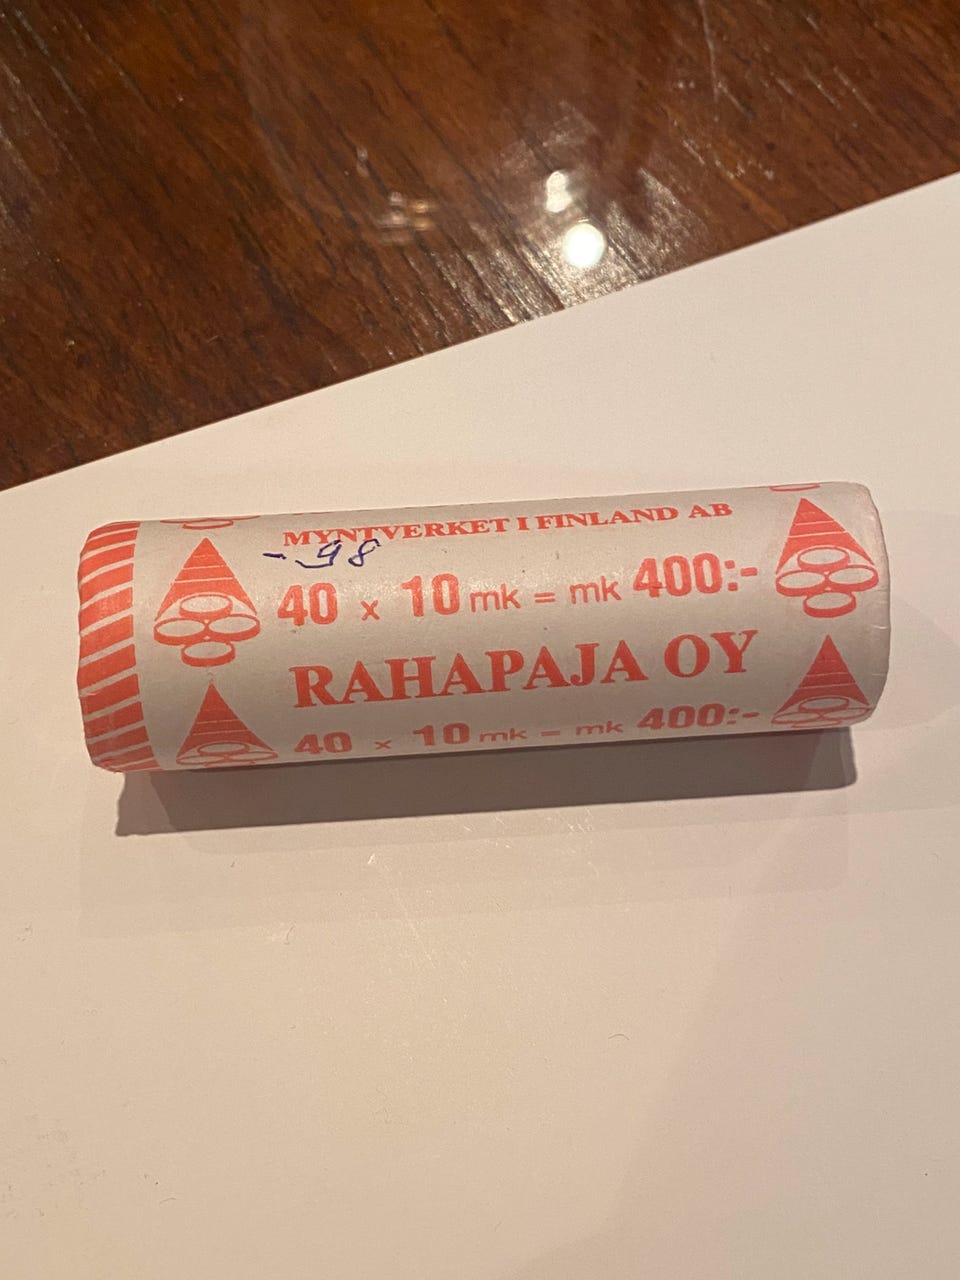 MYNTVERKET I FINLAND AB
-98
40 x 10 mk = mk 400:-
RAHAPAJA OY
40 x 10 mk = mk 400:-